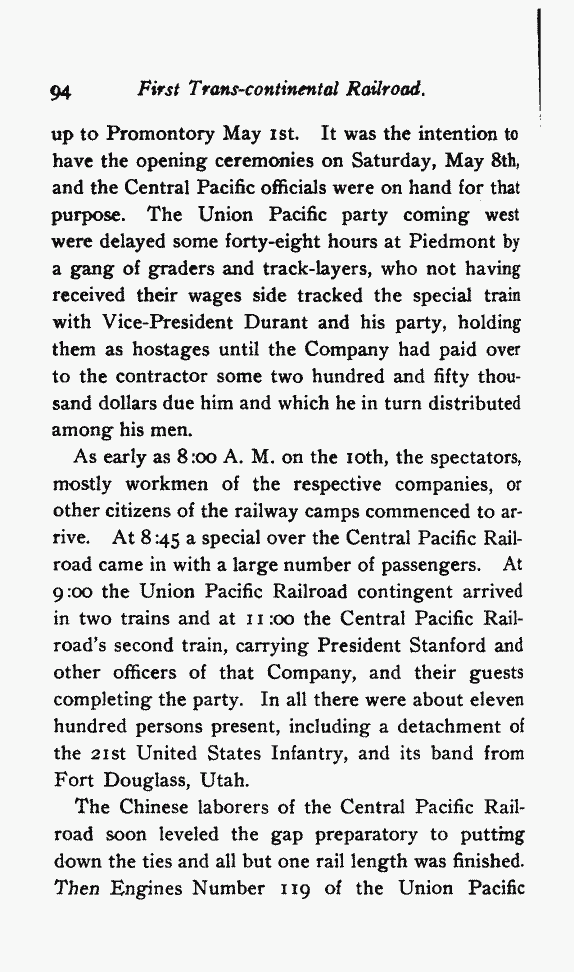 94 First Trans-continental Railroad.
up to Promontory May 1st. It was the intention to
have the opening ceremonies on Saturday, May 8th,
and the Central Pacific officials were on hand for that
purpose. The Union Pacific party coming west
were delayed some forty-eight hours at Piedmont by
a gang of graders and track-layers, who not having
received their wages side tracked the special train
with Vice-President Durant and his party, holding
them as hostages until the Company had paid over
to the contractor some two hundred and fifty thou-
sand dollars due him and which he in turn distributed
among his men.
As early as 8:00 A. M. on the 10th, the spectators,
mostly workmen of the respective companies, or
other citizens of the railway camps commenced to ar-
rive. At 8:45 a special over the Central Pacific Rail-
road came in with a large number of passengers. At
9:00 the Union Pacific Railroad contingent arrived
in two trains and at 11:00 the Central Pacific Rail-
road's second train, carrying President Stanford and
other officers of that Company, and their guests
completing the party. In all there were about eleven
hundred persons present, including a detachment of
the 21st United States Infantry, and its band from
Fort Douglass, Utah.
The Chinese laborers of the Central Pacific Rail-
road soon leveled the gap preparatory to putting
down the ties and all but one rail length was finished.
Then Engines Number 119 of the Union Pacific